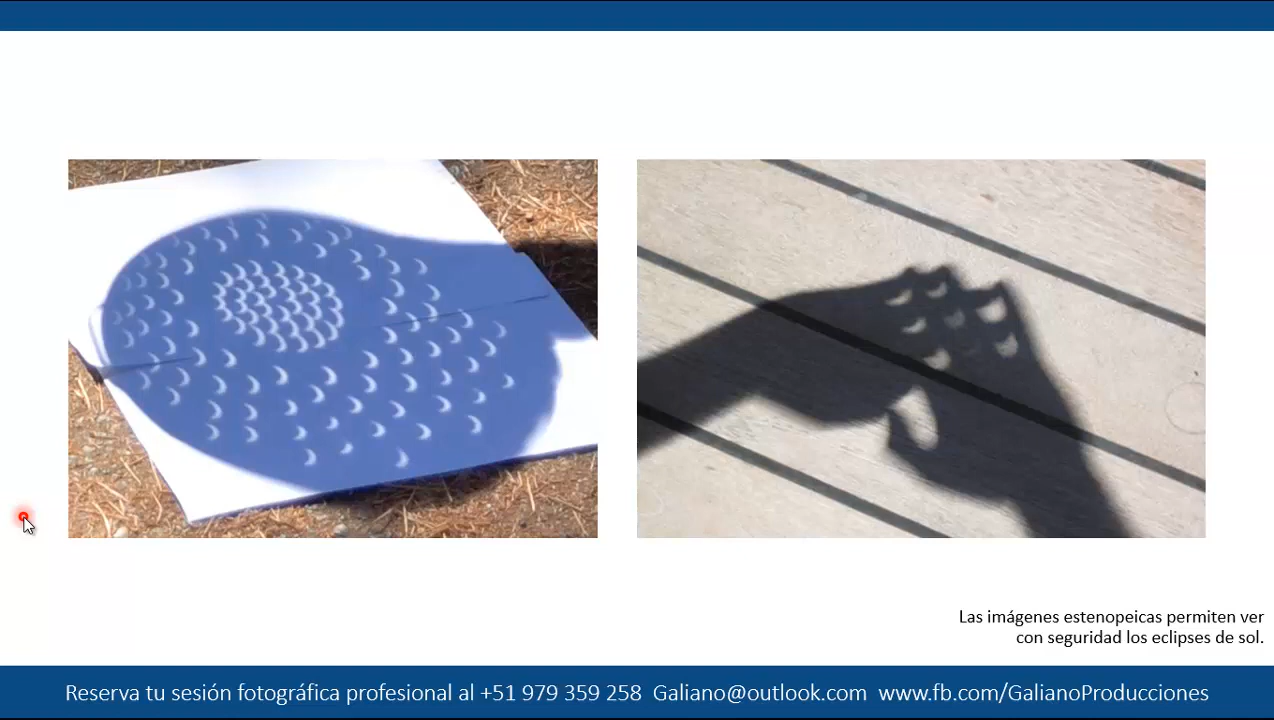 Las imágenes estenopeicas permiten ver
con seguridad los eclipses de sol.
Reserva tu sesión fotográfica profesional al +51 979 359 258 Galiano@outlook.com www.fb.com/GalianoProducciones